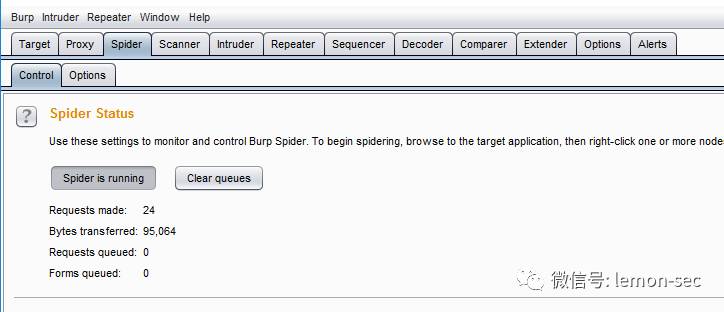 Burp Intruder Repeater Window Help
Target Proxy Spider Scanner Intruder Repeater Sequencer Decoder Comparer Extender Options Alerts
Control Options
? Spider Status
Use these settings to monitor and control Burp Spider. To begin spidering, browse to the target application, then right-click one or more node
Spider is running Clear queues
Requests made: 24
Bytes transferred: 95,064
Requests queued: 0
Forms queued: 0
微信号: lemon-sec